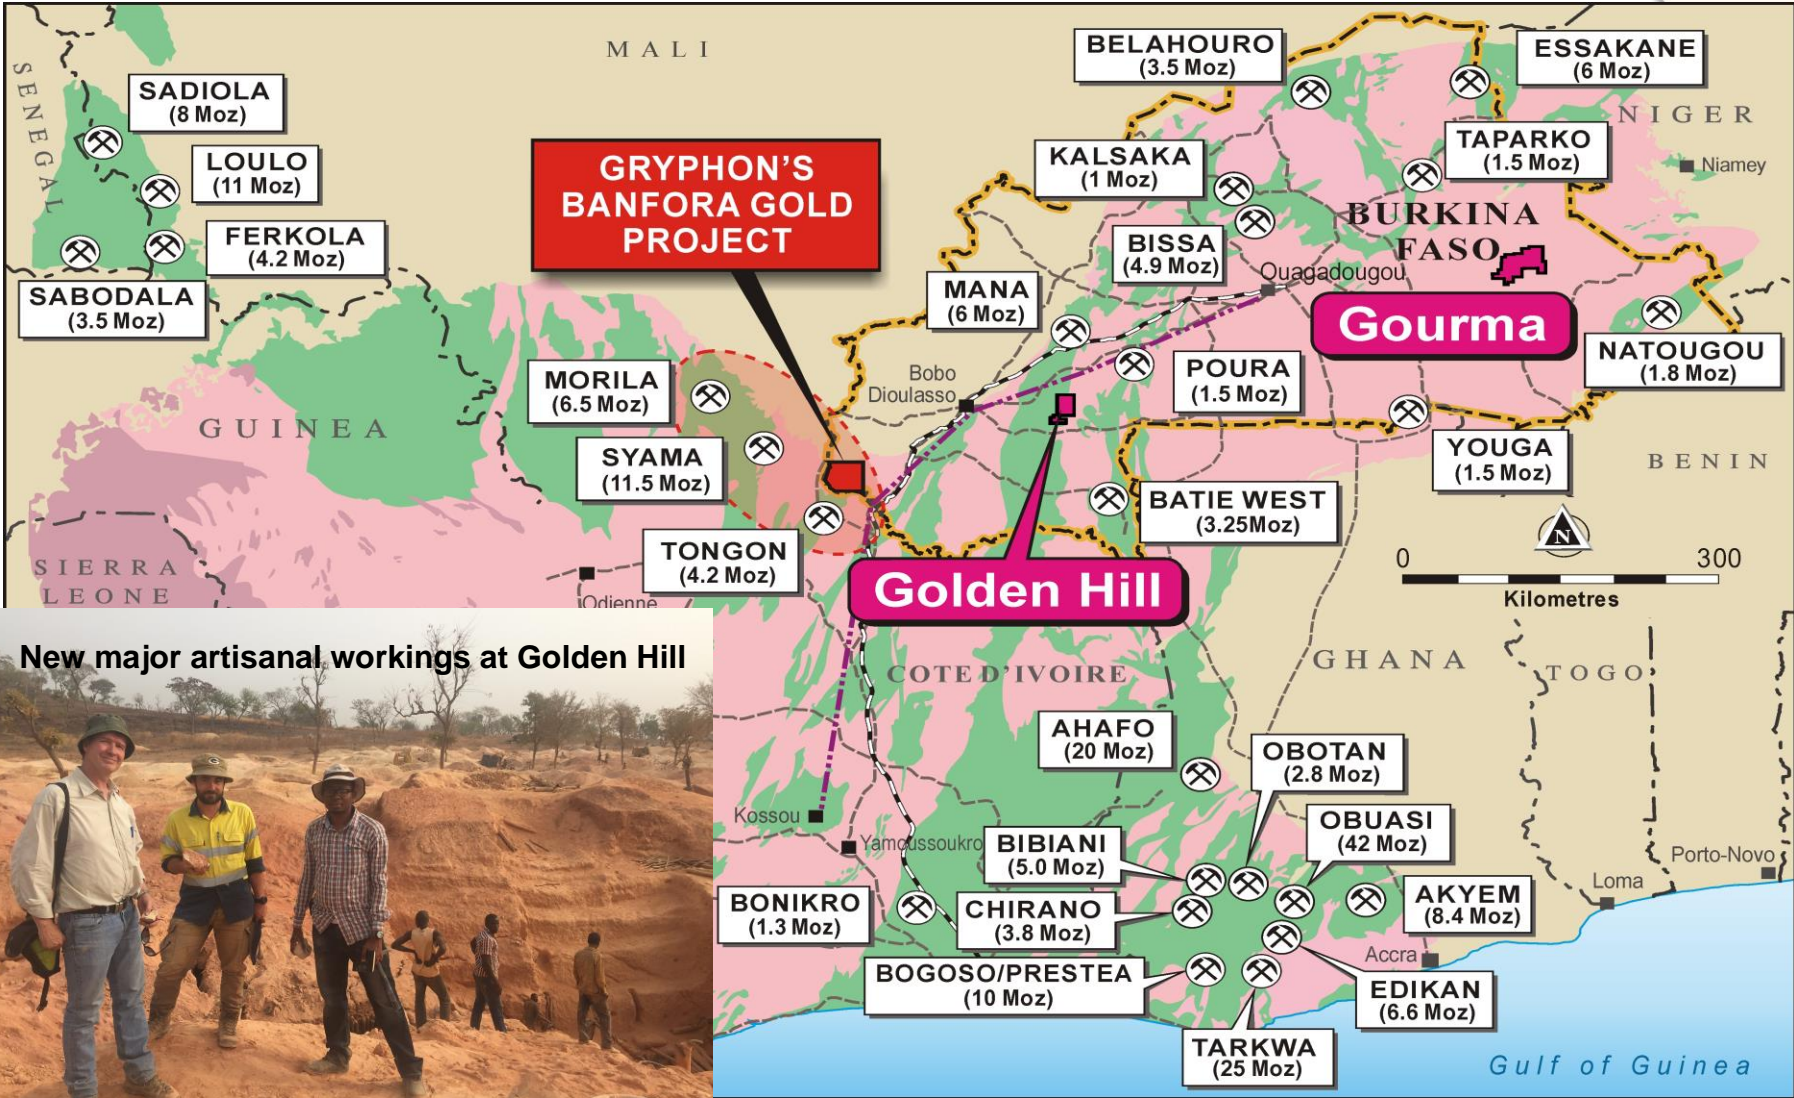 MALI
SENEGAL
SADIOLA
(8 Moz)
LOULO
(11 Moz)
FERKOLA
(4.2 Moz)
SABODALA
(3.5 Moz)
GRYPHON'S
BANFORA GOLD
PROJECT
BELAHOURO
(3.5 Moz)
ESSAKANE
(6 Moz)
NIGER
Niamey
TAPARKO
(1.5 Moz)
KALSAKA
(1 Moz)
BURKINA
FASO
BISSA
(4.9 Moz)
Ouagadougou
MANA
(6 Moz)
Gourma
NATOUGOU
(1.8 Moz)
Bobo
Dioulasso
POURA
(1.5 Moz)
MORILA
(6.5 Moz)
GUINEA
SYAMA
(11.5 Moz)
YOUGA
(1.5 Moz)
BENIN
BATIE WEST
(3.25Moz)
TONGON
(4.2 Moz)
N
0 300
Kilometres
SIERRA
LEONE
Odienne
Golden Hill
New major artisanal workings at Golden Hill
COTE D'IVOIRE
GHANA
TOGO
AHAFO
(20 Moz)
OBOTAN
(2.8 Moz)
OBUASI
(42 Moz)
Kossou
Yamoussoukro
BIBIANI
(5.0 Moz)
Porto-Novo
Loma
BONIKRO
(1.3 Moz)
CHIRANO
(3.8 Moz)
AKYEM
(8.4 Moz)
Accra
BOGOSO/PRESTEA
(10 Moz)
EDIKAN
(6.6 Moz)
TARKWA
(25 Moz)
Gulf of Guinea